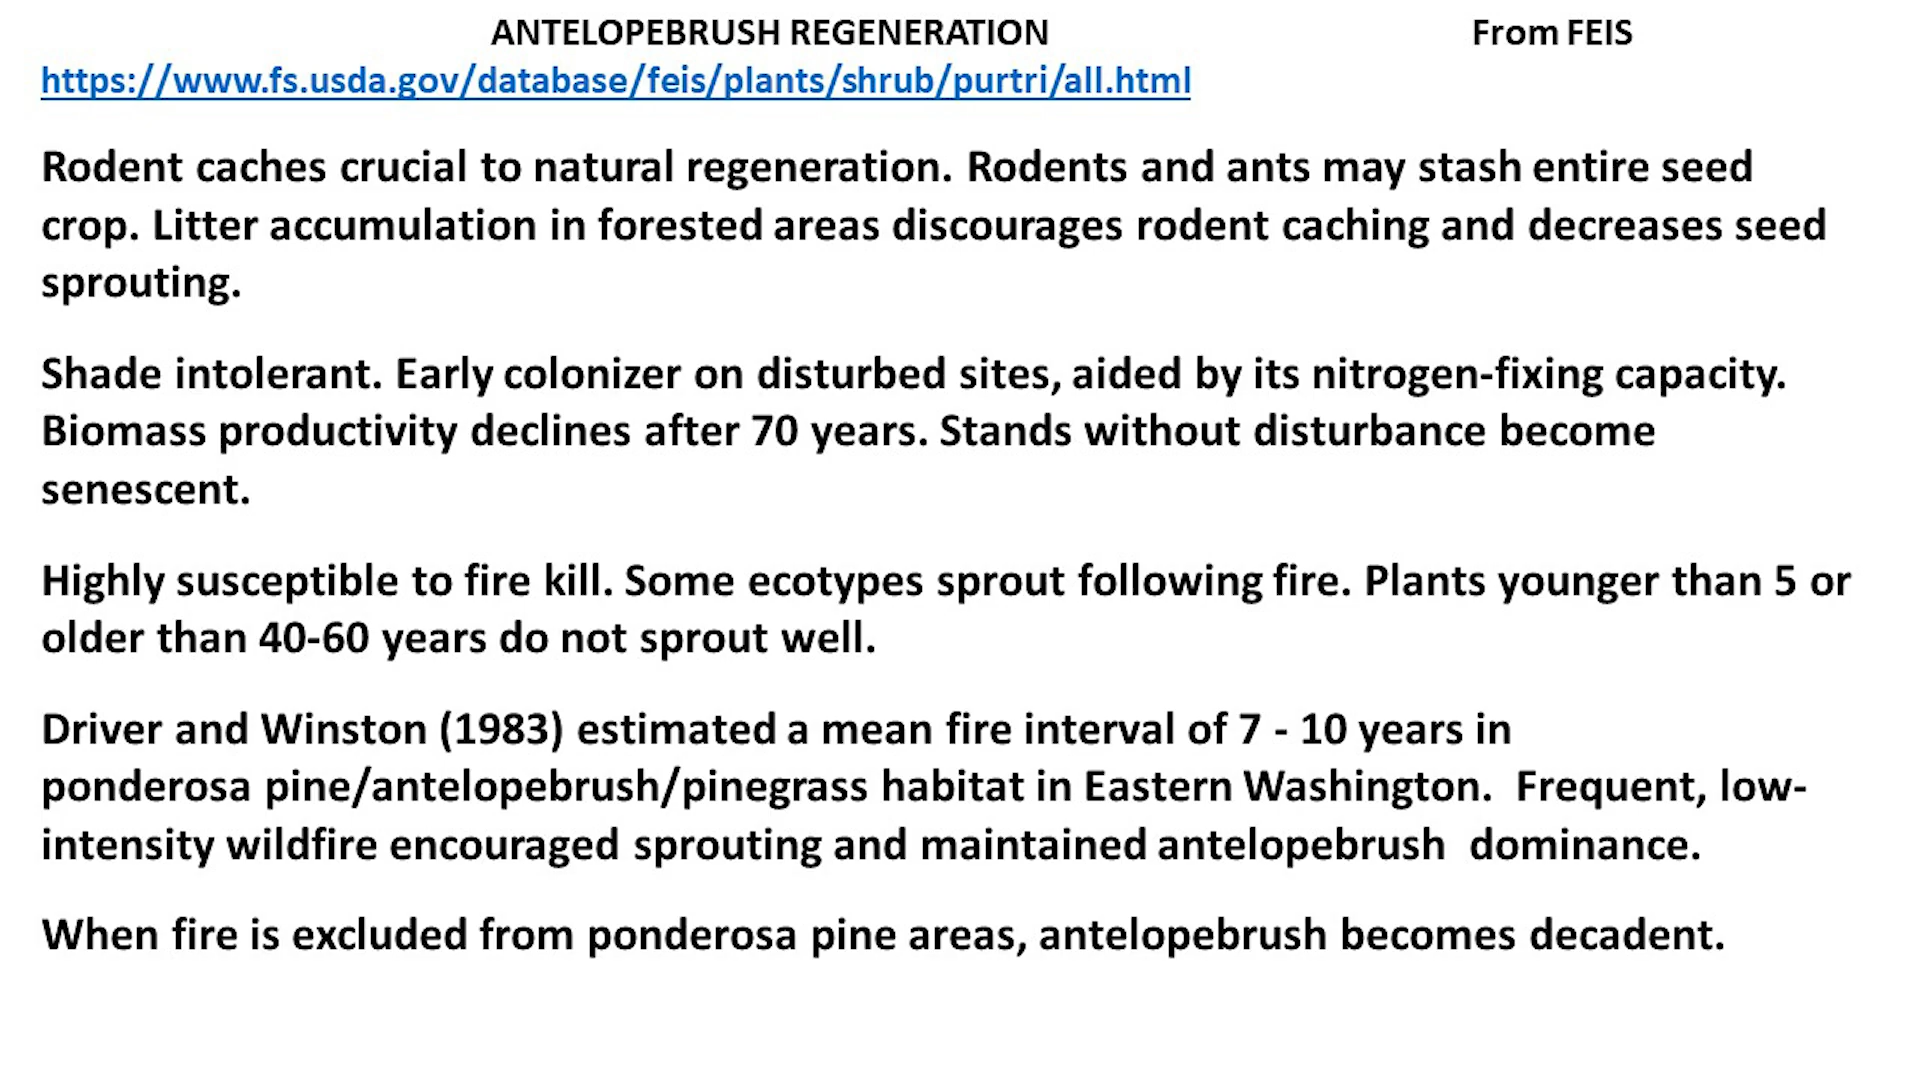 ANTELOPEBRUSH REGENERATION From FEIS
https://www.fs.usda.gov/database/feis/plants/shrub/purtri/all.html
Rodent caches crucial to natural regeneration. Rodents and ants may stash entire seed
crop. Litter accumulation in forested areas discourages rodent caching and decreases seed
sprouting.
Shade intolerant. Early colonizer on disturbed sites, aided by its nitrogen-fixing capacity.
Biomass productivity declines after 70 years. Stands without disturbance become
senescent.
Highly susceptible to fire kill. Some ecotypes sprout following fire. Plants younger than 5 or
older than 40-60 years do not sprout well.
Driver and Winston (1983) estimated a mean fire interval of 7 - 10 years in
ponderosa pine/antelopebrush/pinegrass habitat in Eastern Washington.  Frequent, low-
intensity wildfire encouraged sprouting and maintained antelopebrush  dominance.
When fire is excluded from ponderosa pine areas, antelopebrush becomes decadent.